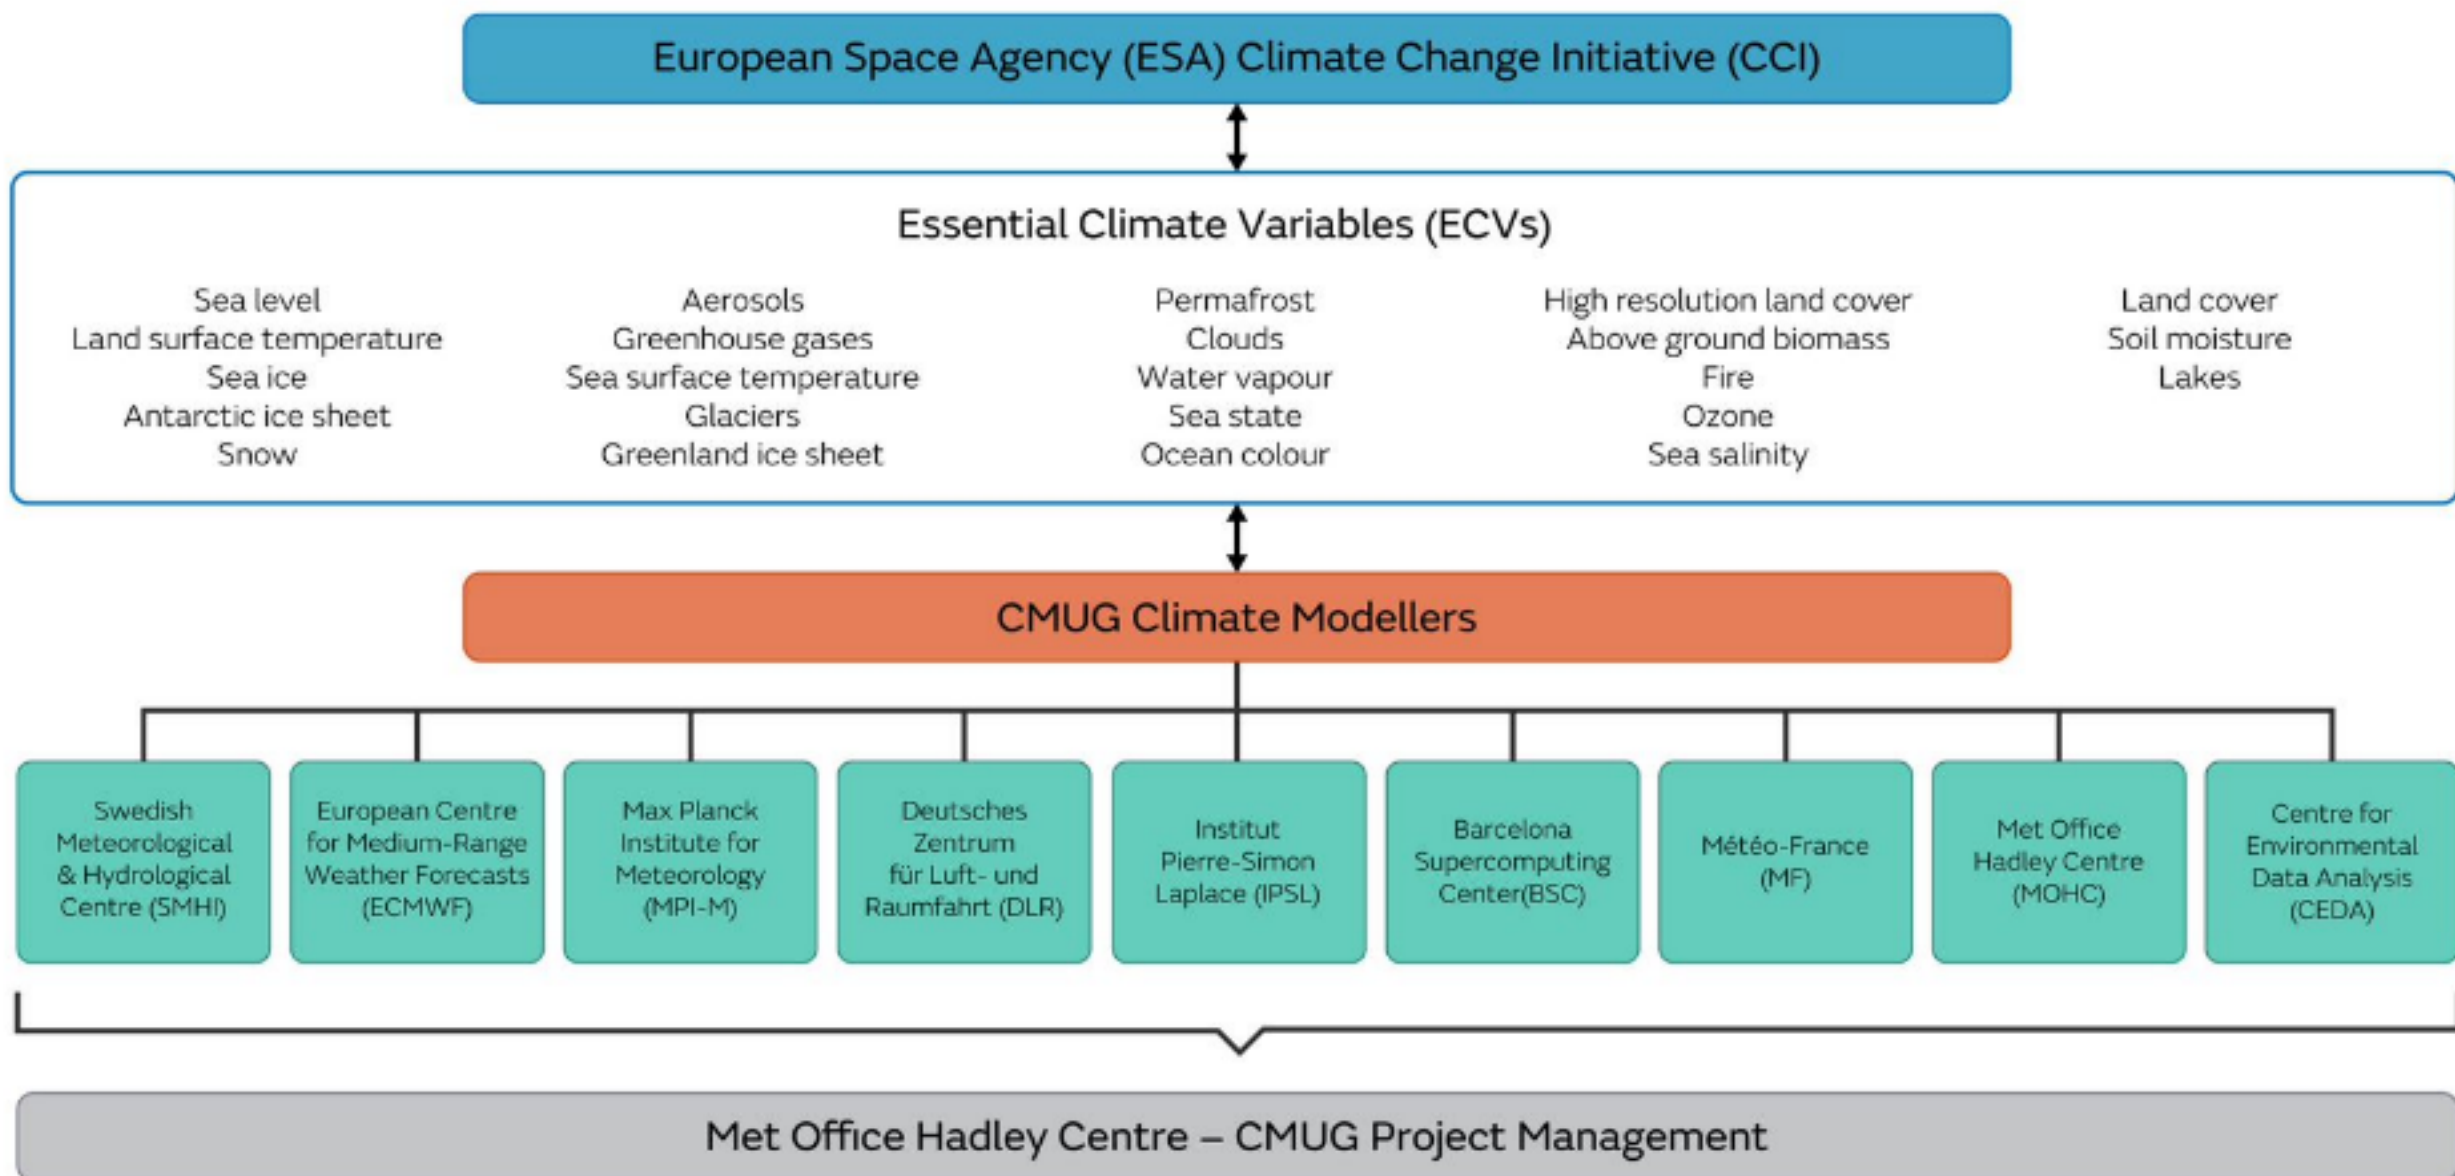 European Space Agency (ESA) Climate Change Initiative (CCI)
Essential Climate Variables (ECVs)
Sea level
Land surface temperature
Sea ice
Antarctic ice sheet
Snow
Aerosols
Greenhouse gases
Sea surface temperature
Glaciers
Greenland ice sheet
Permafrost
Clouds
Water vapour
Sea state
Ocean colour
High resolution land cover
Above ground biomass
Fire
Ozone
Sea salinity
Land cover
Soil moisture
Lakes
CMUG Climate Modellers
Swedish
Meteorological
& Hydrological
Centre (SMHI)
European Centre
for Medium-Range
Weather Forecasts
(ECMWF)
Max Planck
Institute for
Meteorology
(MPI-M)
Deutsches
Zentrum
für Luft- und
Raumfahrt (DLR)
Institut
Pierre-Simon
Laplace (IPSL)
Barcelona
Supercomputing
Center(BSC)
Météo-France
(MF)
Met Office
Hadley Centre
(MOHC)
Centre for
Environmental
Data Analysis
(CEDA)
Met Office Hadley Centre – CMUG Project Management